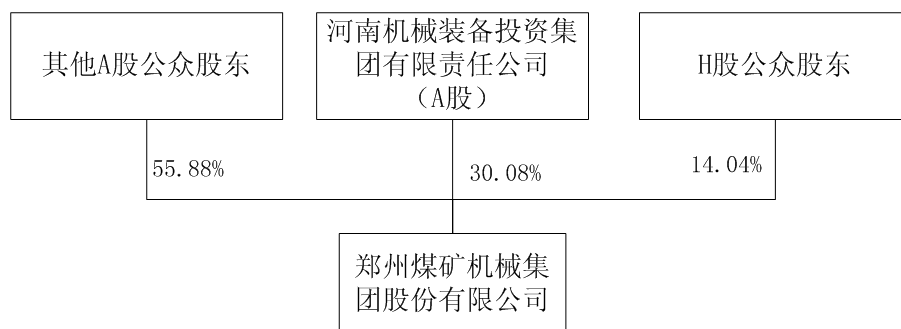 其他A股公众股东
河南机械装备投资集
团有限责任公司
（A股）
H股公众股东
55.88%
30.08%
14.04%
郑州煤矿机械集
团股份有限公司